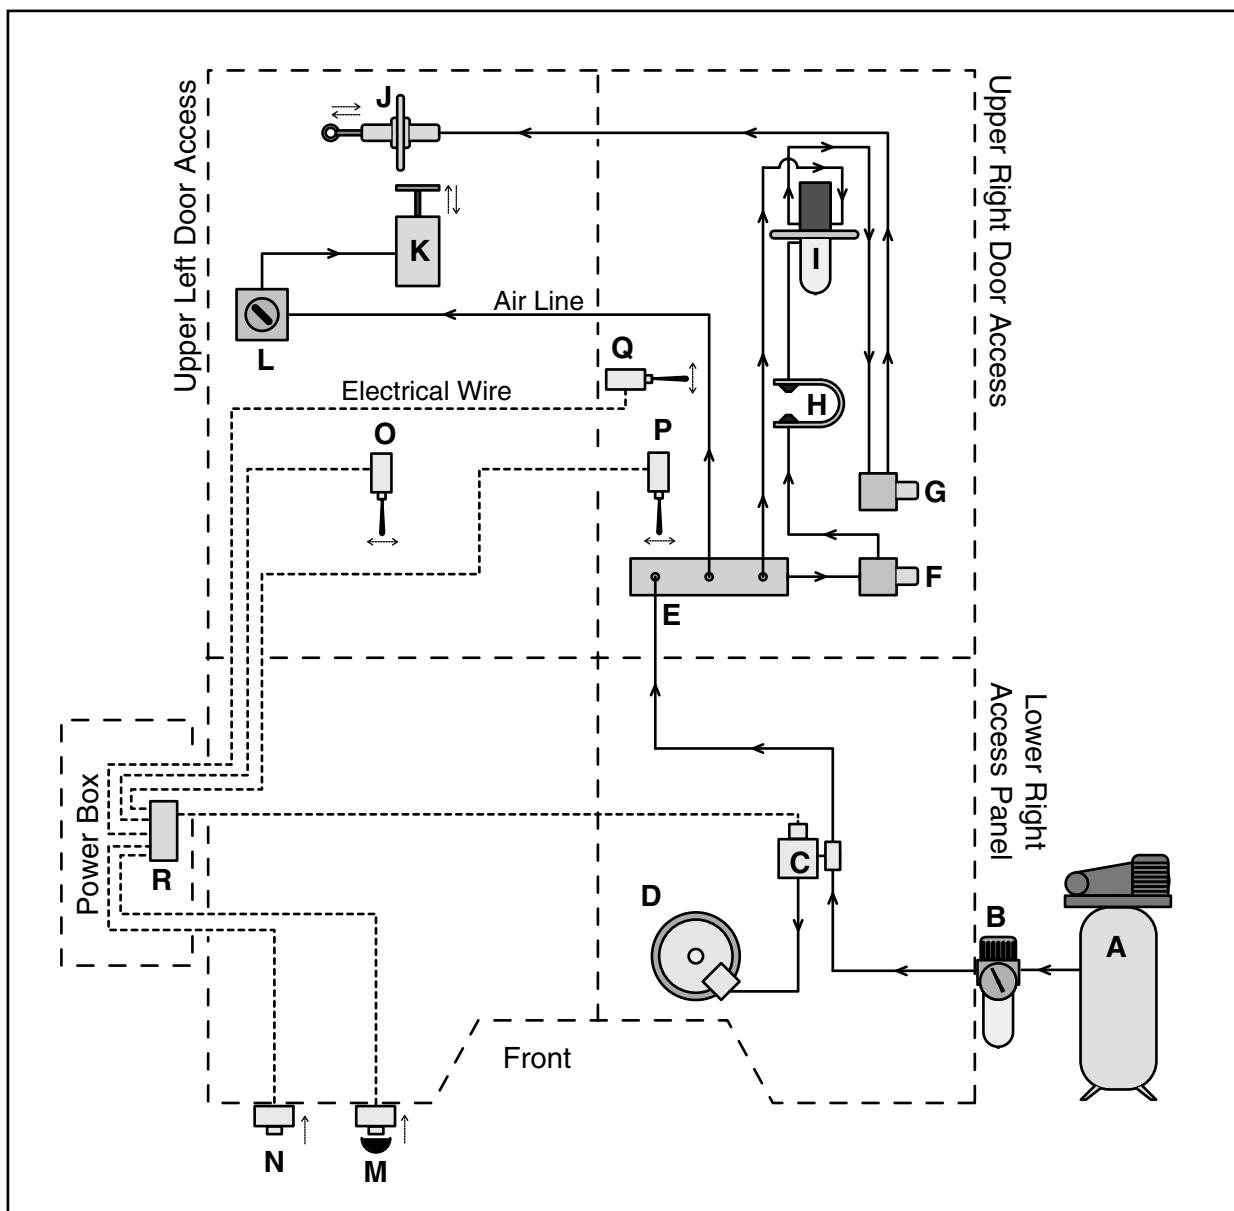 J
Upper Left Door Access
Upper Right Door Access
K
I
Air Line
L
Q
Electrical Wire
H
O
P
G
F
E
Lower Right
Access Panel
Power Box
C
R
D
B
A
Front
N
M